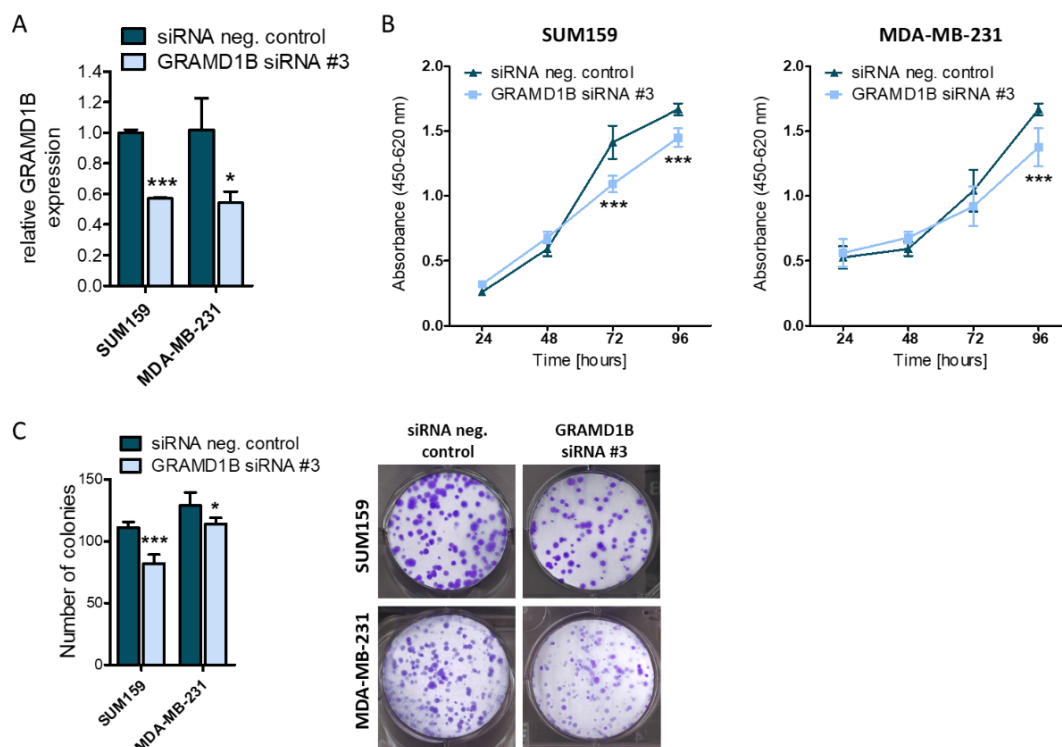 A
siRNA neg. control
GRAMD1B siRNA #3
relative GRAMD1B
expression
1.4
1.2
1.0
0.8
0.6
0.4
0.2
0.0
***
*
SUM159
MDA-MB-231
B
SUM159
siRNA neg. control
GRAMD1B siRNA #3
Absorbance (450-620 nm)
2.0
1.5
1.0
0.5
0.0
***
***
24 48 72 96
Time [hours]
MDA-MB-231
siRNA neg. control
GRAMD1B siRNA #3
Absorbance (450-620 nm)
2.0
1.5
1.0
0.5
0.0
***
24 48 72 96
Time [hours]
C
siRNA neg. control
GRAMD1B siRNA #3
Number of colonies
150
100
50
0
***
*
SUM159
MDA-MB-231
siRNA neg.
control
GRAMD1B
siRNA #3
SUM159
MDA-MB-231